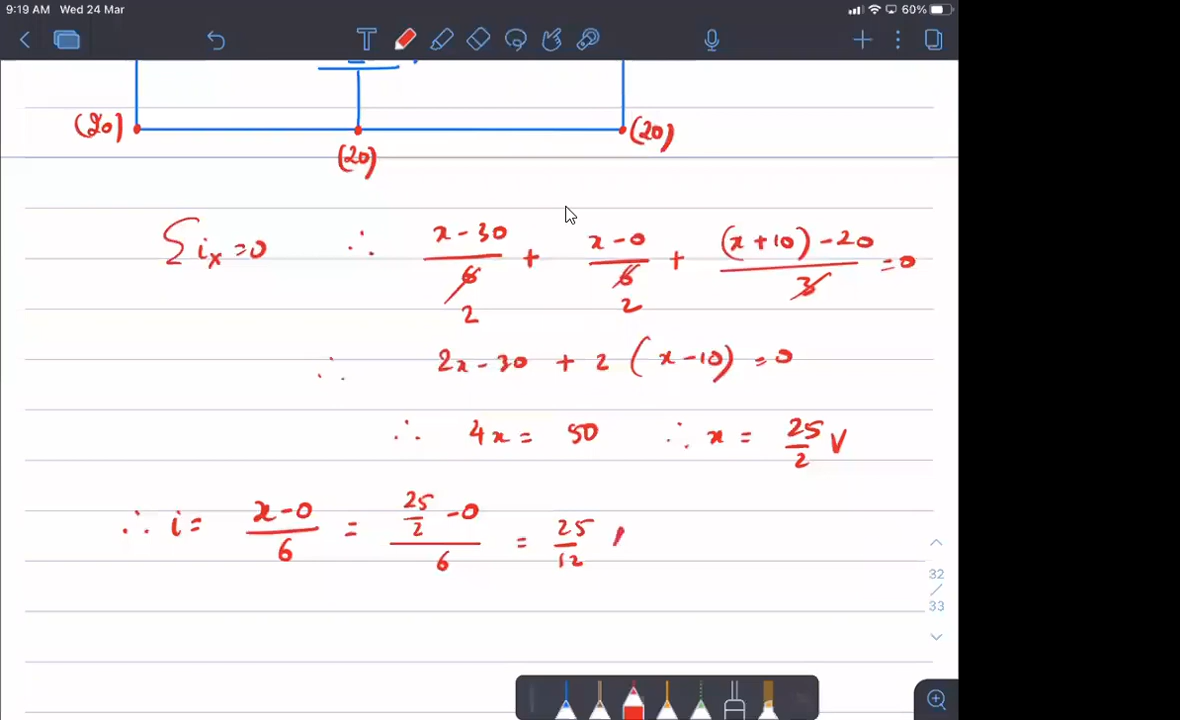 9:19 AM Wed 24 Mar 60%
T
(20) (20)
(20)
Σ iₓ = 0 ∴ x - 30 / 6 + x - 0 / 6 + (x + 10) - 20 / 3 = 0
2 2
∴ 2x - 30 + 2 (x - 10) = 0
∴ 4x = 50 ∴ x = 25/2 V
∴ i = x - 0 / 6 = 25/2 - 0 / 6 = 25/12
32
/
33